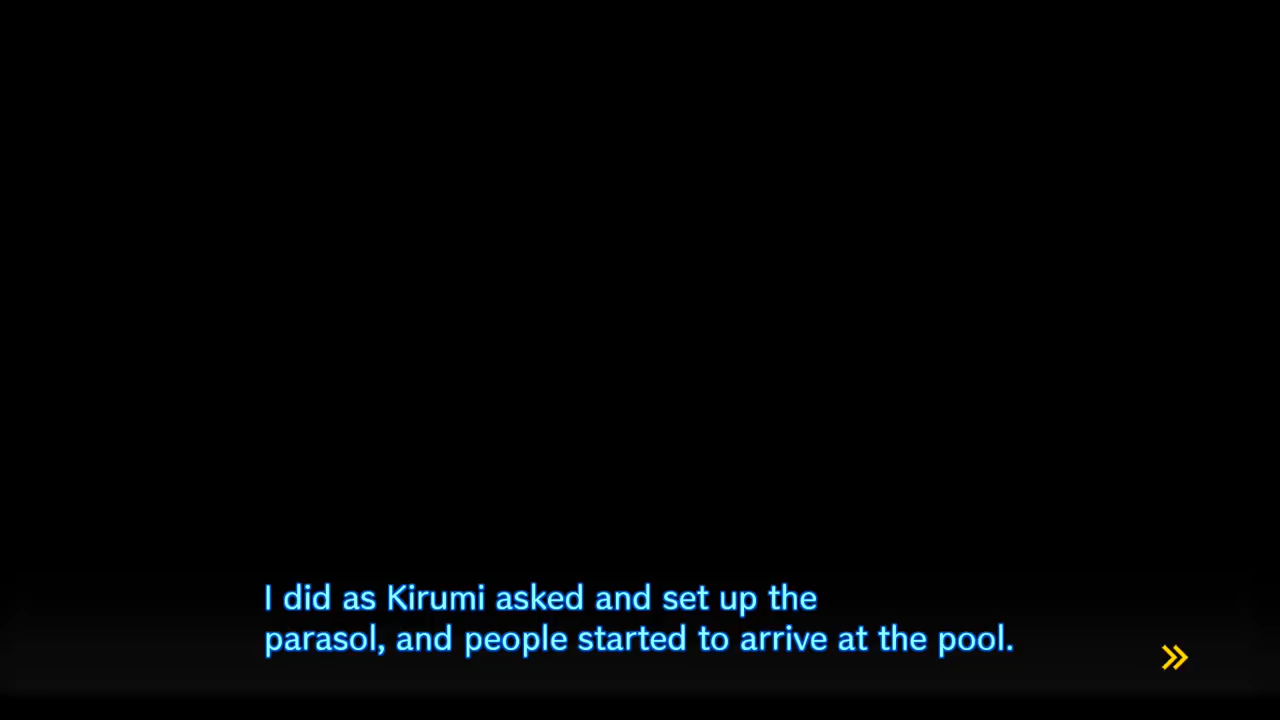 I did as Kirumi asked and set up the
parasol, and people started to arrive at the pool.